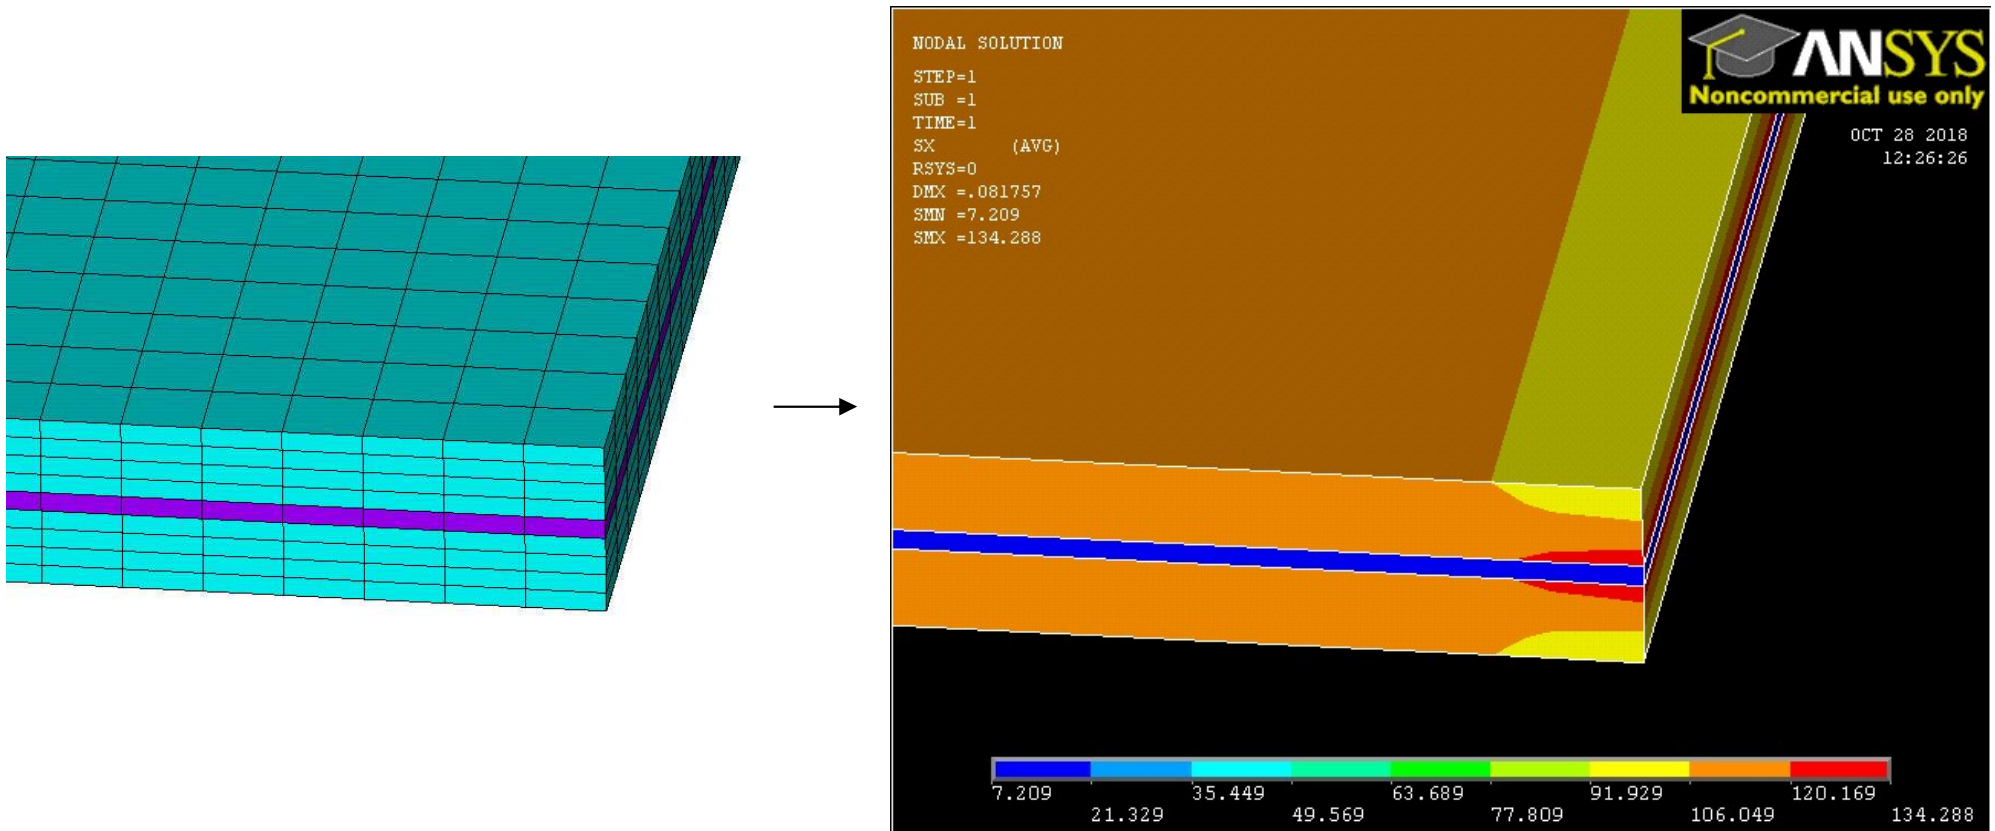 NODAL SOLUTION
STEP=1
SUB =1
TIME=1
SX (AVG)
RSYS=0
DMX =.081757
SMN =7.209
SMX =134.288
ANSYS
Noncommercial use only
OCT 28 2018
12:26:26
7.209 35.449 63.689 91.929 120.169
21.329 49.569 77.809 106.049 134.288